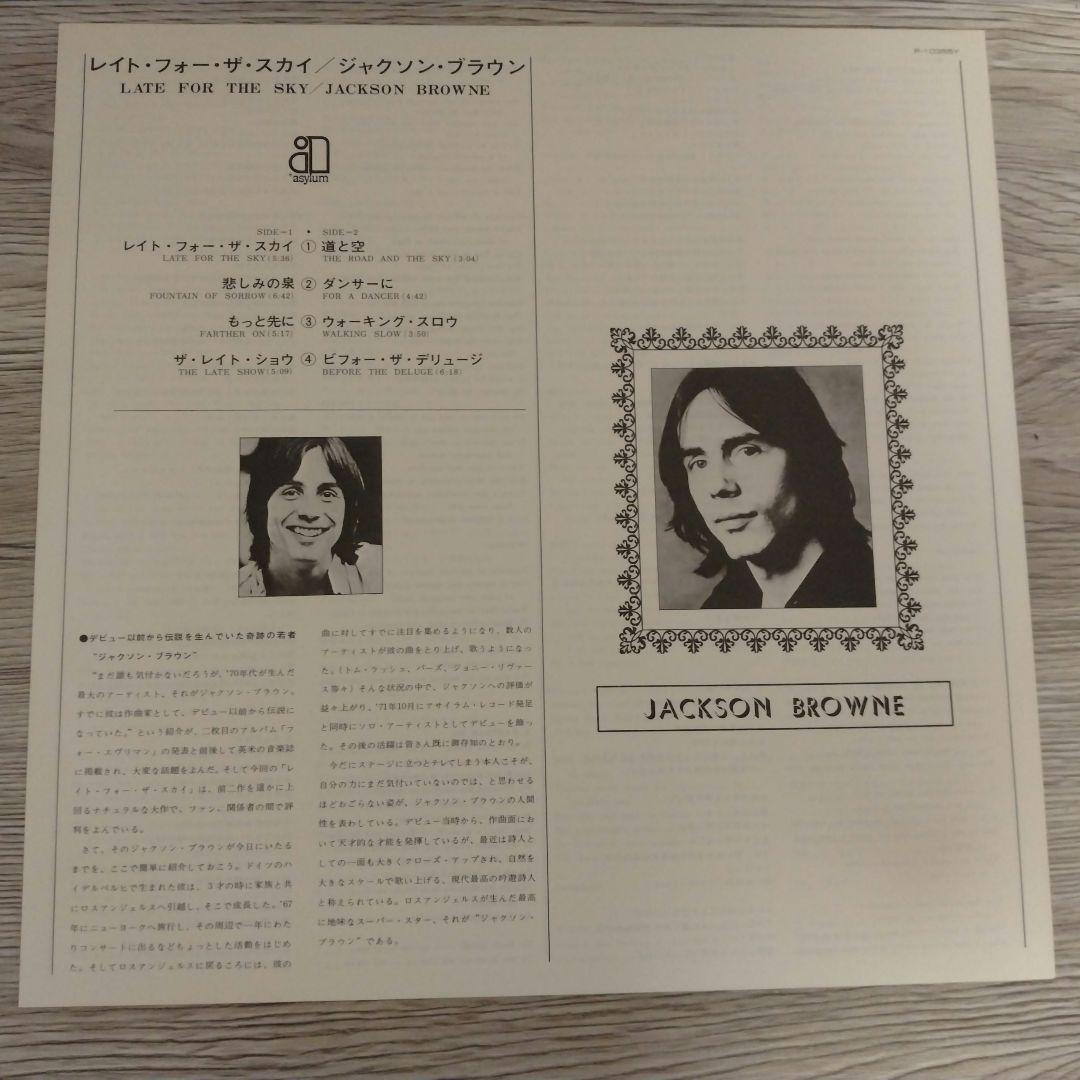 レイト・フォー・ザ・スカイ／ジャクソン・ブラウン
LATE FOR THE SKY／JACKSON BROWNE
asylum
SIDE=1 • SIDE=2
レイト・フォー・ザ・スカイ ① 道と空
LATE FOR THE SKY(5:36) THE ROAD AND THE SKY(3:04)
悲しみの泉 ② ダンサーに
FOUNTAIN OF SORROW(6:42) FOR A DANCER(4:42)
もっと先に ③ ウォーキング・スロウ
FARTHER ON(5:17) WALKING SLOW(3:50)
ザ・レイト・ショウ ④ ビフォー・ザ・デリュージ
THE LATE SHOW(5:09) BEFORE THE DELUGE(6:18)
●デビュー以前から伝説を生んでいた奇跡の若者
"ジャクソン・ブラウン"
"まだ誰も気付かないだろうが、'70年代が生んだ
最大のアーティスト、それがジャクソン・ブラウン。
すでに彼は作曲家として、デビュー以前から伝説に
なっていた。"という紹介が、二枚目のアルバム「フ
ォー・エヴリマン」の発表と前後して英米の音楽誌
に掲載され、大変な話題をよんだ。そして今回の「レ
イト・フォー・ザ・スカイ」は、前二作を遥かに上
回るナチュラルな大作で、ファン、関係者の間で評
判をよんでいる。
さて、そのジャクソン・ブラウンが今日にいたる
までを、ここで簡単に紹介しておこう。ドイツのハ
イデルベルヒで生まれた彼は、3才の時に家族と共
にロスアンジェルスへ引越し、そこで成長した。'67
年にニューヨークへ旅行し、その周辺で一年にわた
りコンサートに出るなどちょっとした活動をはじめ
た。そしてロスアンジェルスに戻るころには、彼の
曲に対してすでに注目を集めるようになり、数人の
アーティストが彼の曲をとり上げ、歌うようになっ
た。(トム・ラッシュ、バーズ、ジョニー・リヴァー
ス等々)そんな状況の中で、ジャクソンへの評価が
益々上がり、'71年10月にアサイラム・レコード発足
と同時にソロ・アーティストとしてデビューを飾っ
た。その後の活躍は皆さん既に御存知のとおり。
今だにステージに立つとテレてしまう本人こそが、
自分の力にまだ気付いていないのでは、と思わせる
ほどおごらない姿が、ジャクソン・ブラウンの人間
性を表わしている。デビュー当時から、作曲面にお
いて天才的な才能を発揮しているが、最近は詩人と
しての一面も大きくクローズ・アップされ、自然を
大きなスケールで歌い上げる、現代最高の吟遊詩人
と称えられている。ロスアンジェルスが生んだ最高
に地味なスーパー・スター、それが"ジャクソン・
ブラウン"である。
P-10355Y
JACKSON BROWNE